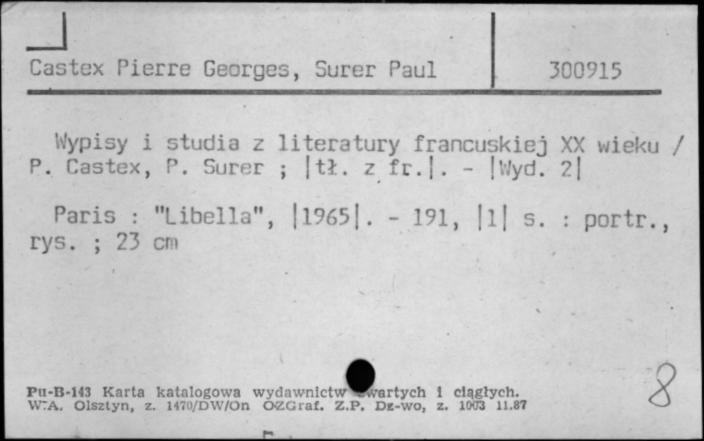 Castex Pierre Georges, Surer Paul 300915
Wypisy i studia z literatury francuskiej XX wieku /
P. Castex, P. Surer ; |tł. z fr.|. - |Wyd. 2|
Paris : "Libella", |1965|. - 191, |1| s. : portr.,
rys. ; 23 cm
Pu-B-143 Karta katalogowa wydawnictw zwartych i ciągłych.
W.A. Olsztyn, z. 1470/DW/On OZGraf. Z.P. Dz-wo, z. 1003 11.87
8